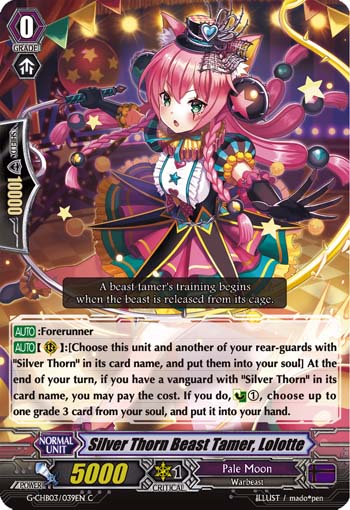 0
GRADE
SHIELD
10000
A beast tamer's training begins
when the beast is released from its cage.
AUTO:Forerunner
AUTO【 】:[Choose this unit and another of your rear-guards with
"Silver Thorn" in its card name, and put them into your soul] At the
end of your turn, if you have a vanguard with "Silver Thorn" in its
card name, you may pay the cost. If you do, ①, choose up to
one grade 3 card from your soul, and put it into your hand.
NORMAL UNIT Silver Thorn Beast Tamer, Lolotte
POWER 5000 1 CRITICAL Pale Moon
Warbeast
G-CHB03/039EN C ILLUST / mado*pen